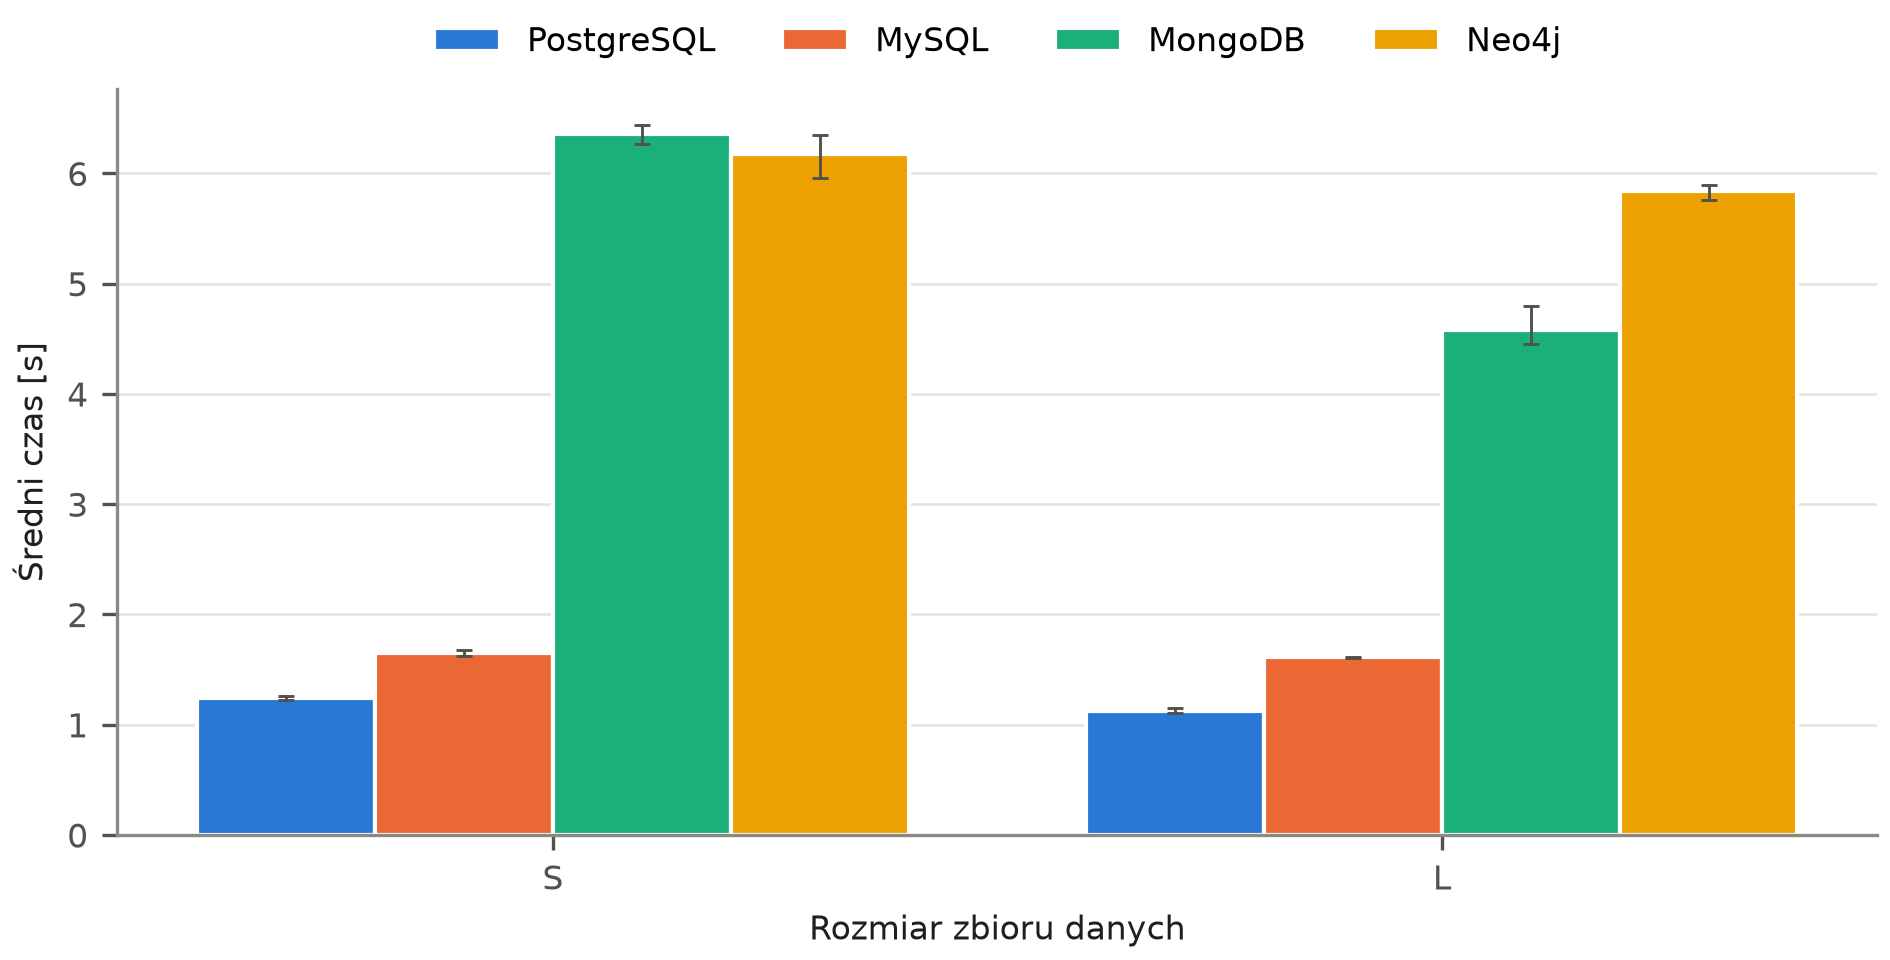 PostgreSQL MySQL MongoDB Neo4j
Średni czas [s]
6
5
4
3
2
1
0
S L
Rozmiar zbioru danych